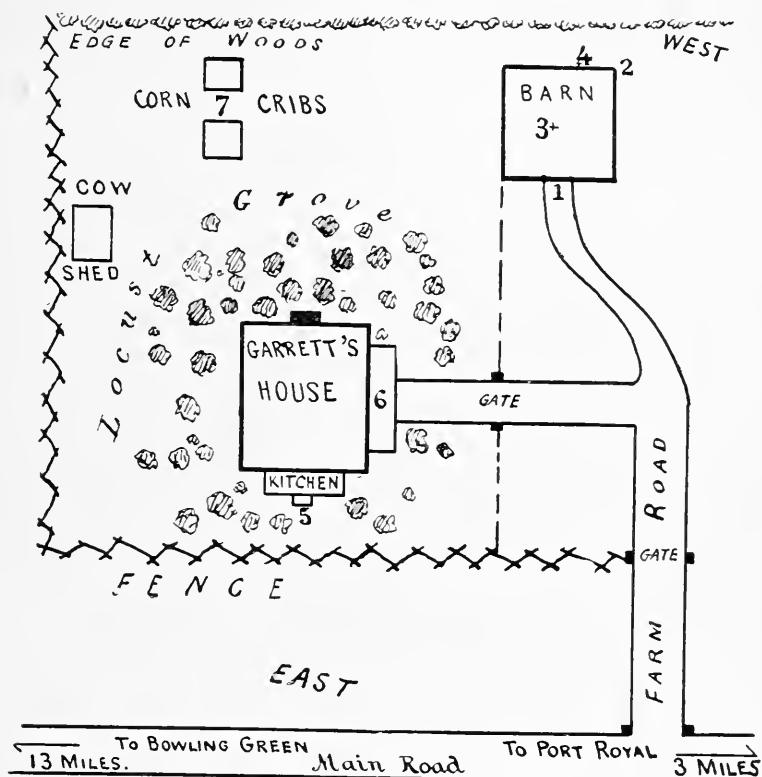 EDGE OF WOODS
WEST
4 2
BARN
3+
1
CORN 7 CRIBS
COW
SHED
Locust Grove
GARRETT'S
HOUSE
6
GATE
KITCHEN
5
FARM ROAD
GATE
FENCE
EAST
TO BOWLING GREEN
13 MILES.
Main Road
TO PORT ROYAL
3 MILES